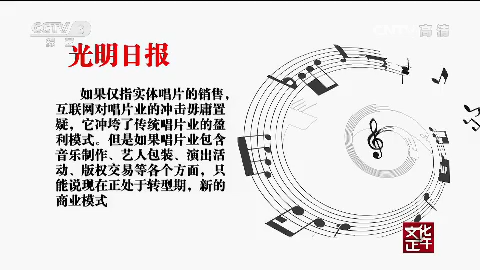 CCTV
CNTV 高清
光明日报
如果仅指实体唱片的销售，
互联网对唱片业的冲击毋庸置
疑，它冲垮了传统唱片业的盈
利模式。但是如果唱片业包含
音乐制作、艺人包装、演出活
动、版权交易等各个方面，只
能说现在正处于转型期，新的
商业模式
文化
正午